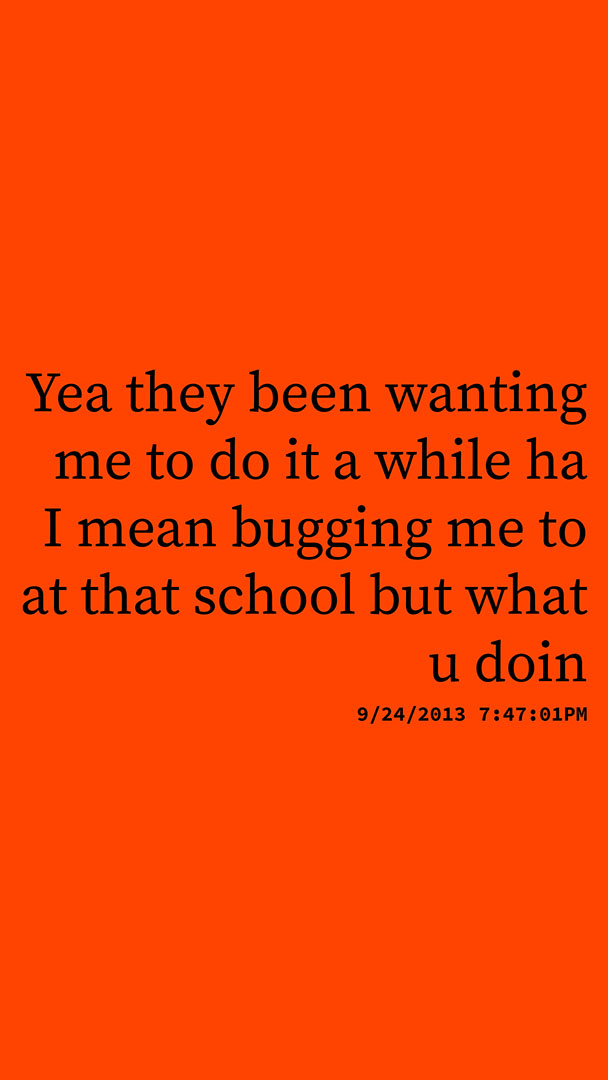 Yea they been wanting
me to do it a while ha
I mean bugging me to
at that school but what
u doin
9/24/2013 7:47:01PM